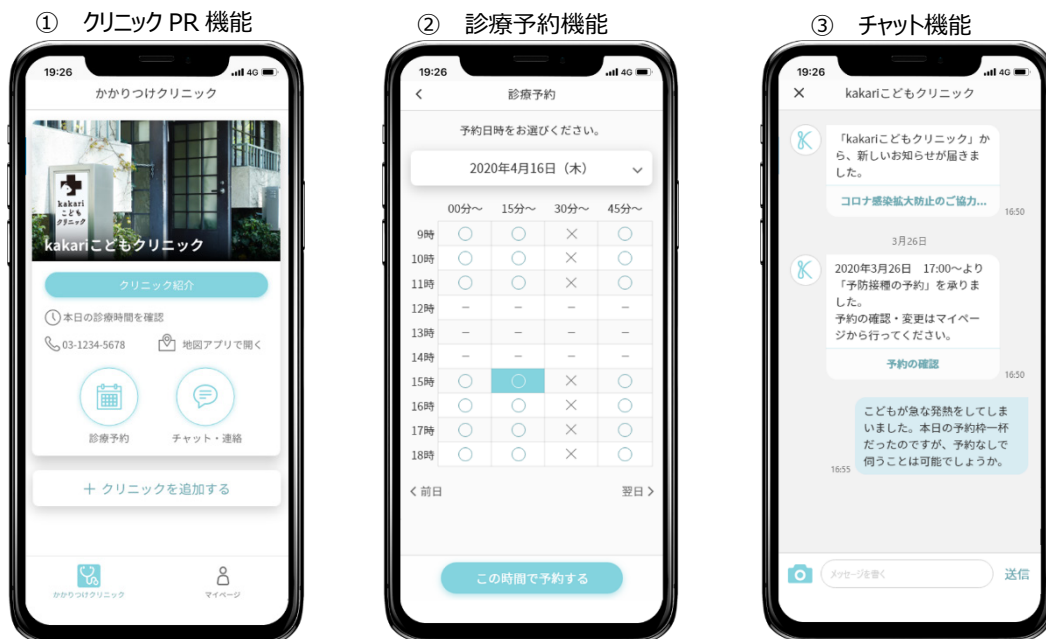 ① クリニック PR 機能
19:26
4G
かかりつけクリニック
kakari
こども
クリニック
kakariこどもクリニック
クリニック紹介
本日の診療時間を確認
03-1234-5678
地図アプリで開く
診療予約
チャット・連絡
+ クリニックを追加する
かかりつけクリニック
マイページ
② 診療予約機能
19:26
4G
< 診療予約
予約日時をお選びください。
2020年4月16日（木）
00分〜 15分〜 30分〜 45分〜
9時 ○ ○ × ○
10時 ○ ○ × ○
11時 ○ ○ × ○
12時 − − − −
13時 − − − −
14時 − − − −
15時 ○ ○ × ○
16時 ○ ○ × ○
17時 ○ ○ × ○
18時 ○ ○ × ○
<前日 翌日>
この時間で予約する
③ チャット機能
19:26
4G
× kakariこどもクリニック
「kakariこどもクリニック」か
ら、新しいお知らせが届きま
した。
コロナ感染拡大防止のご協力...
16:50
3月26日
2020年3月26日 17:00〜より
「予防接種の予約」を承りま
した。
予約の確認・変更はマイペー
ジから行ってください。
予約の確認
16:50
こどもが急な発熱をしてしま
いました。本日の予約枠一杯
だったのですが、予約なしで
伺うことは可能でしょうか。
16:55
メッセージを書く
送信